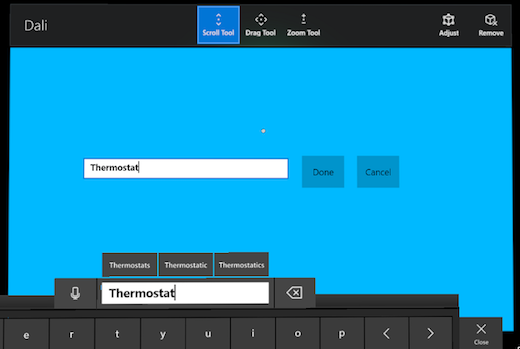 Dali
Scroll Tool Drag Tool Zoom Tool Adjust Remove
Thermostat Done Cancel
Thermostats Thermostatic Thermostatics
Thermostat
e r t y u i o p < > Close